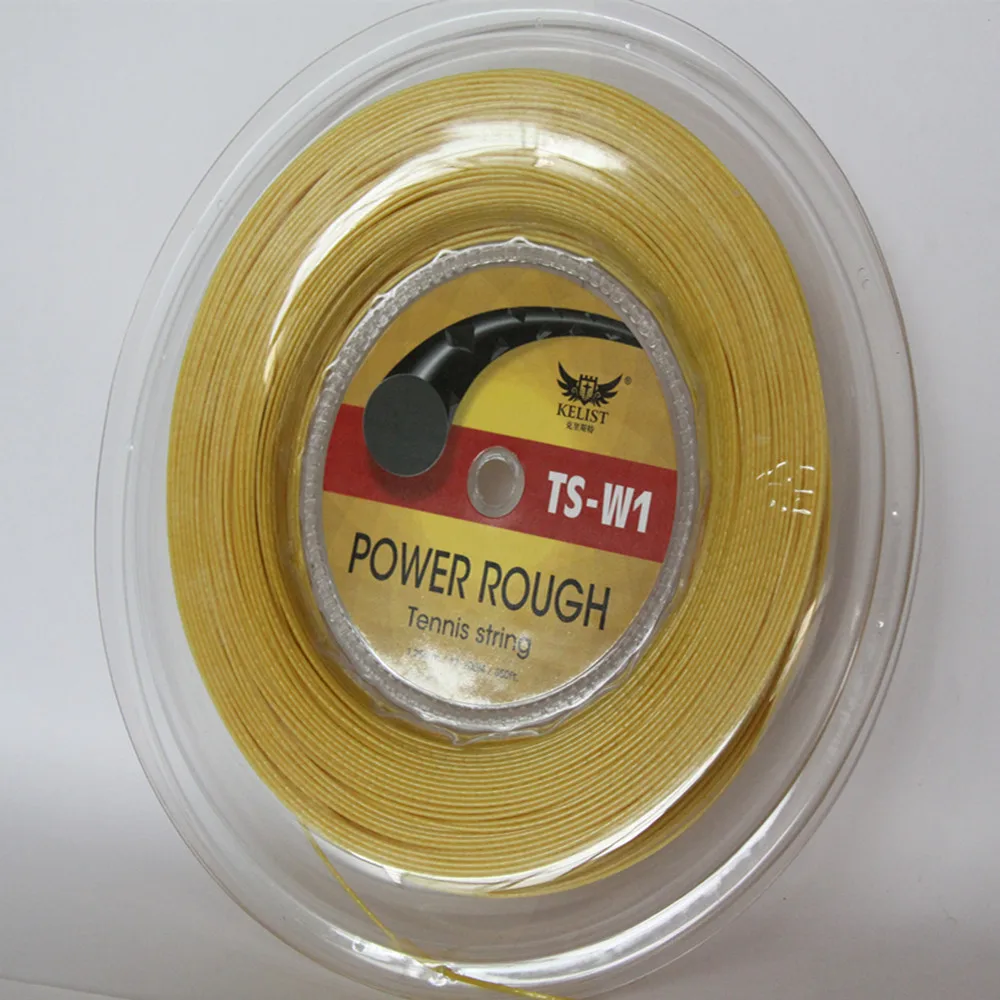 KELIST ®
克里斯特
TS-W1
POWER ROUGH
Tennis string